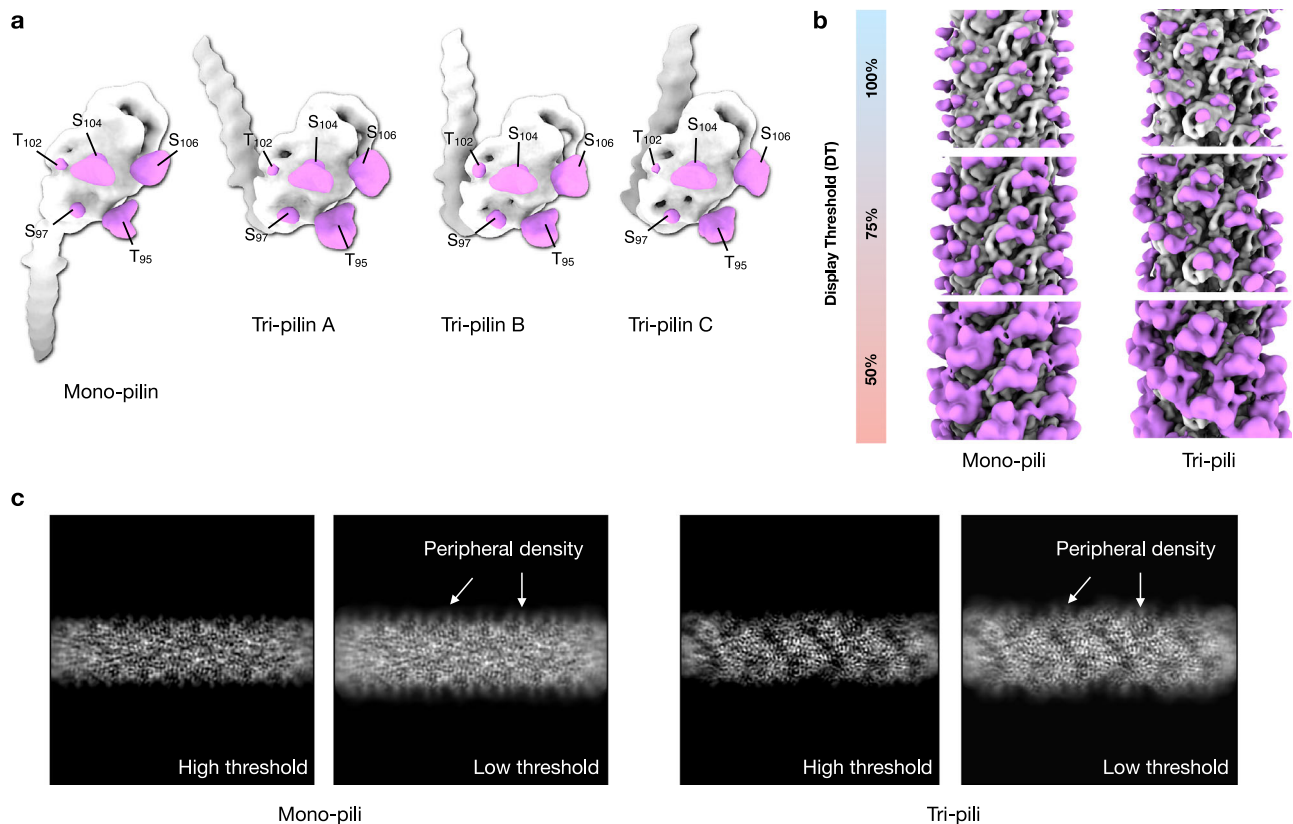 a
T102
S104
S106
S97
T95
Mono-pilin
T102
S104
S106
S97
T95
Tri-pilin A
T102
S104
S106
S97
T95
Tri-pilin B
T102
S104
S106
S97
T95
Tri-pilin C
b
Display Threshold (DT)
100%
75%
50%
Mono-pili
Tri-pili
c
High threshold
Peripheral density
Low threshold
Mono-pili
High threshold
Peripheral density
Low threshold
Tri-pili